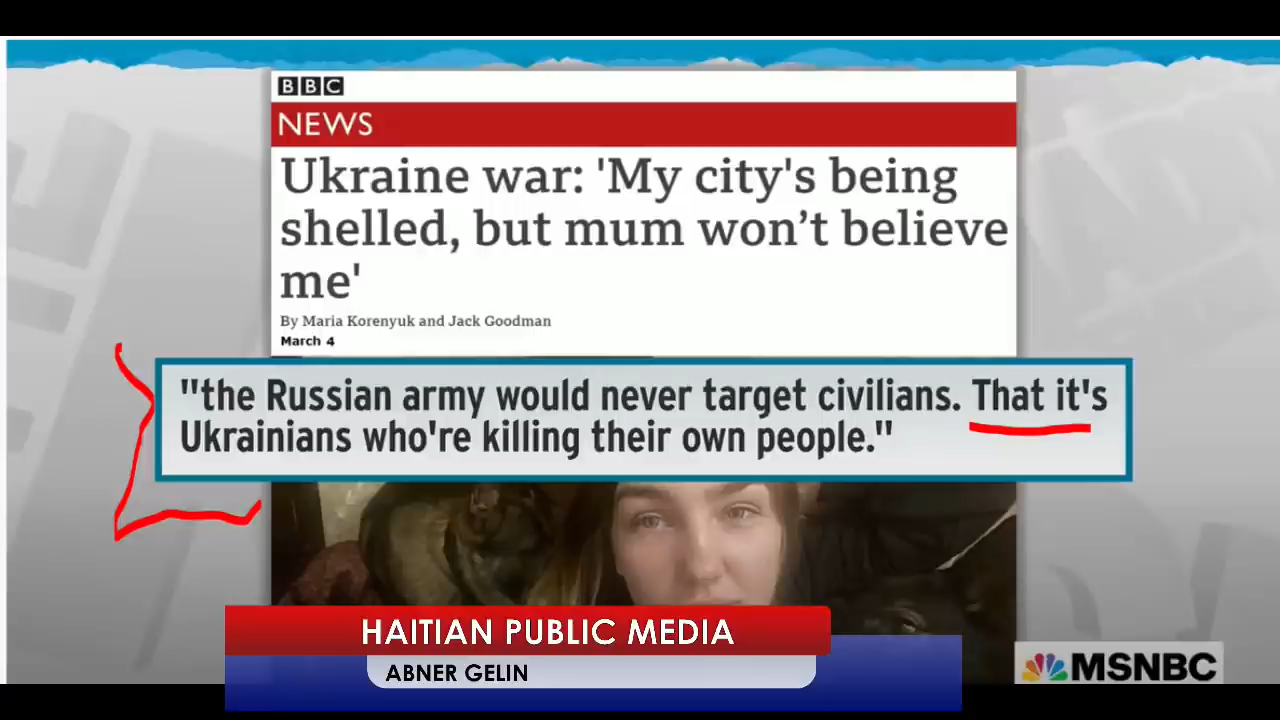 BBC
NEWS
Ukraine war: 'My city's being
shelled, but mum won’t believe
me'
By Maria Korenyuk and Jack Goodman
March 4
"the Russian army would never target civilians. That it's
Ukrainians who're killing their own people."
HAITIAN PUBLIC MEDIA
ABNER GELIN
MSNBC